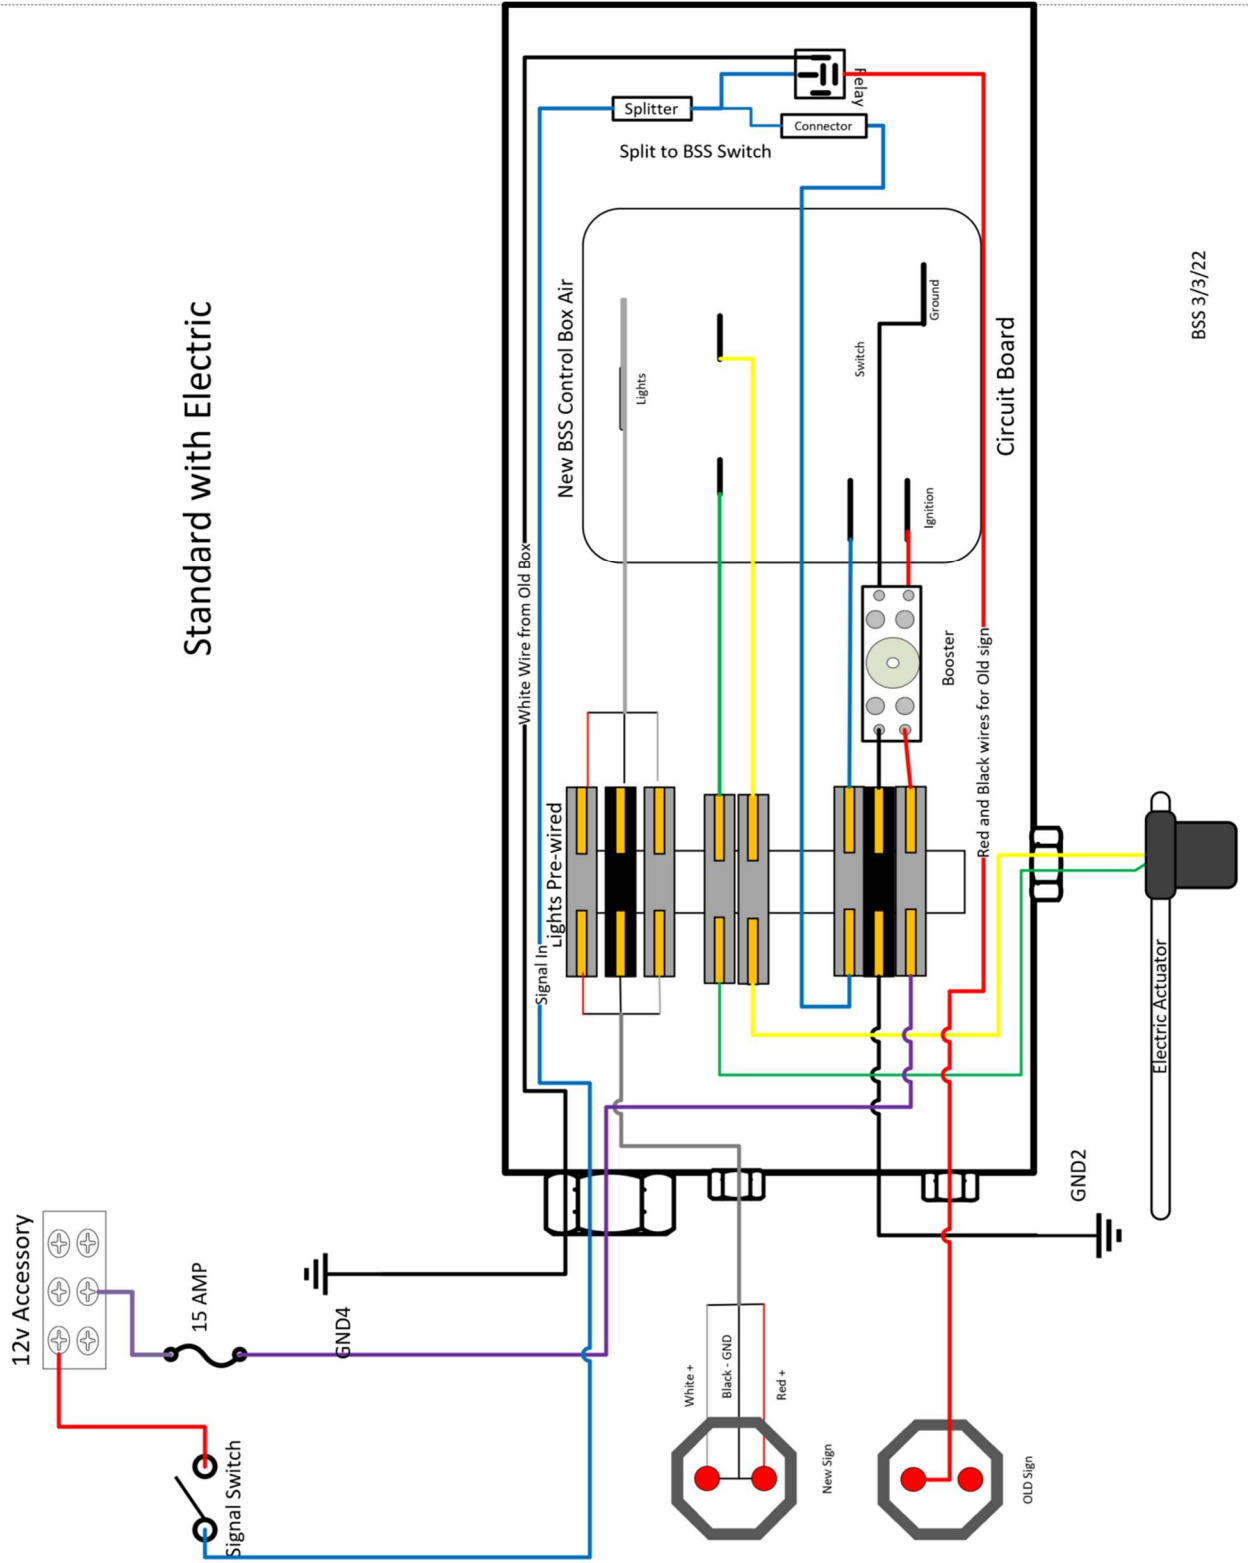 Standard with Electric
BSS 3/3/22
Relay
Splitter
Connector
Split to BSS Switch
New BSS Control Box Air
Lights
Switch
Ground
Ignition
Circuit Board
White Wire from Old Box
Booster
Red and Black wires for Old sign
Lights Pre-wired
Signal In
Electric Actuator
GND2
12v Accessory
15 AMP
GND4
Signal Switch
White +
Black - GND
Red +
New Sign
OLD Sign